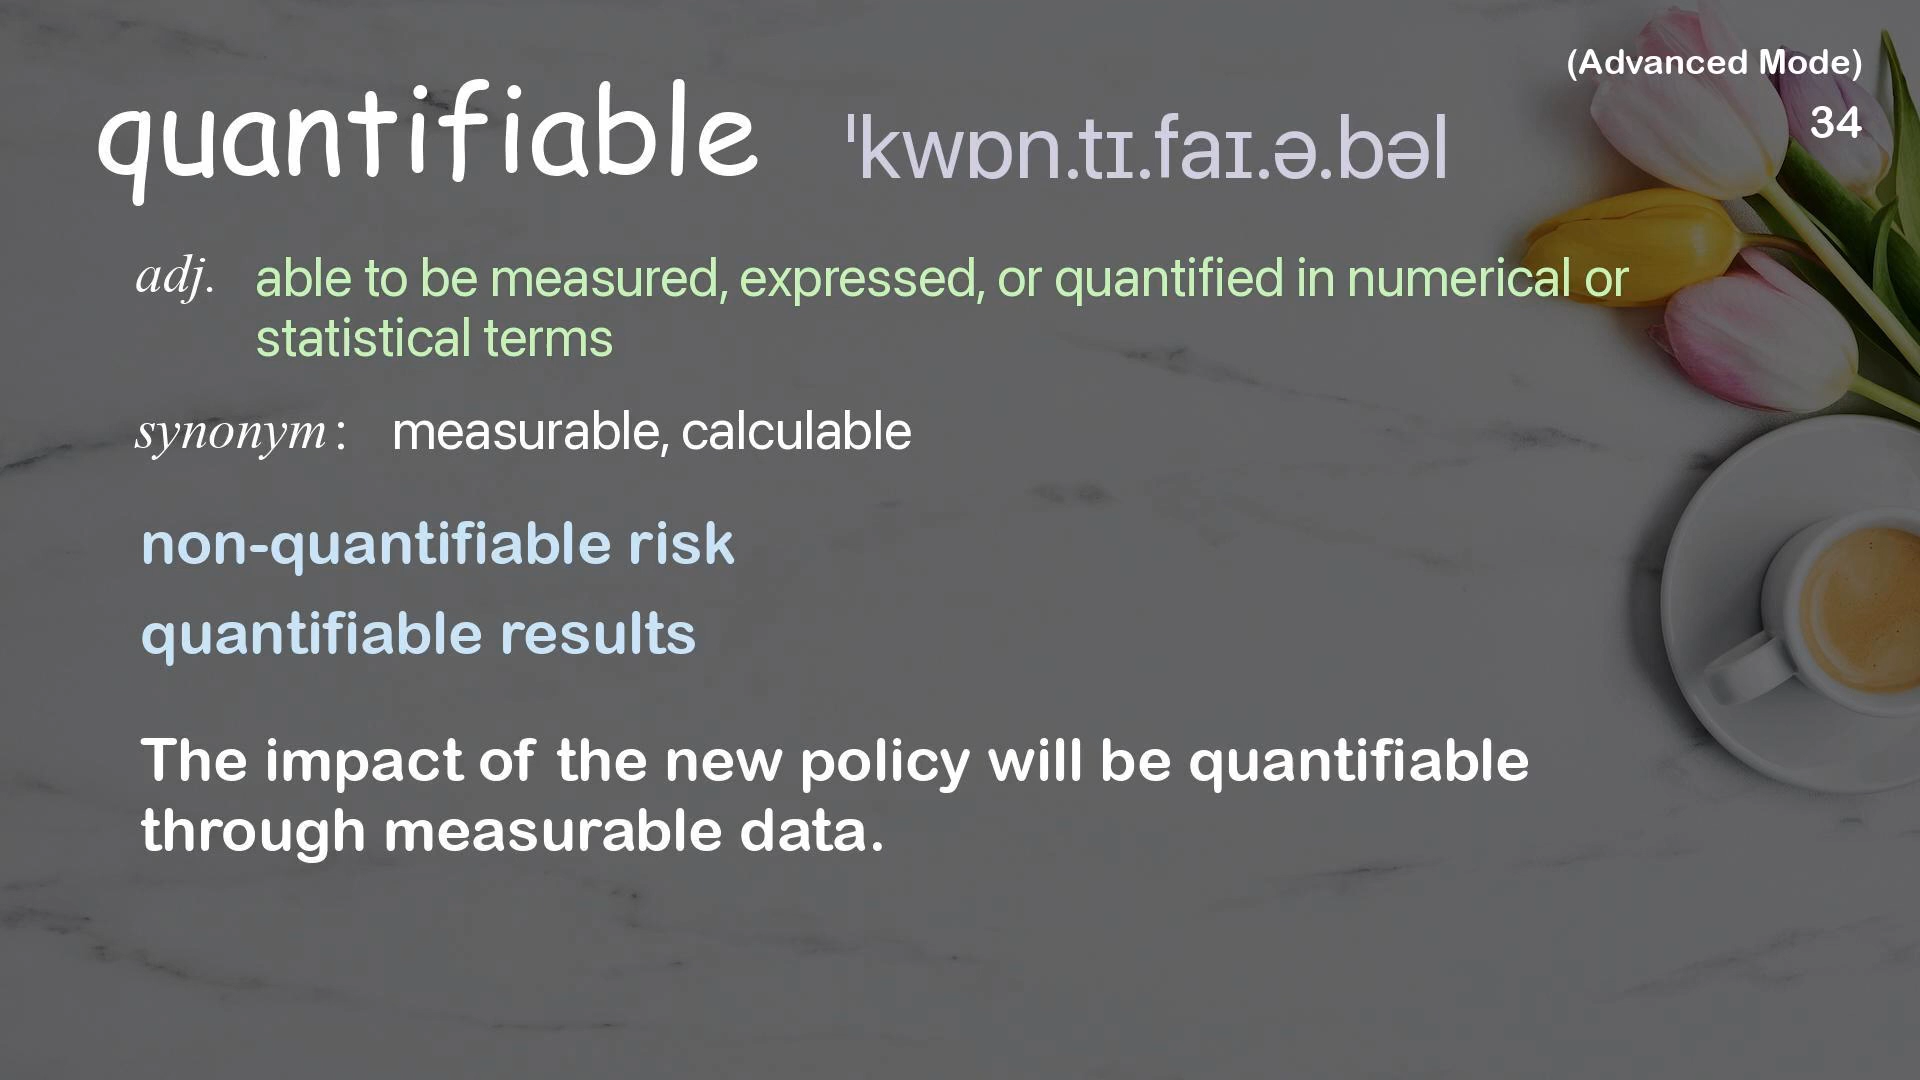 (Advanced Mode)
34
quantifiable ˈkwɒn.tɪ.faɪ.ə.bəl
adj. able to be measured, expressed, or quantified in numerical or
statistical terms
synonym: measurable, calculable
non-quantifiable risk
quantifiable results
The impact of the new policy will be quantifiable
through measurable data.